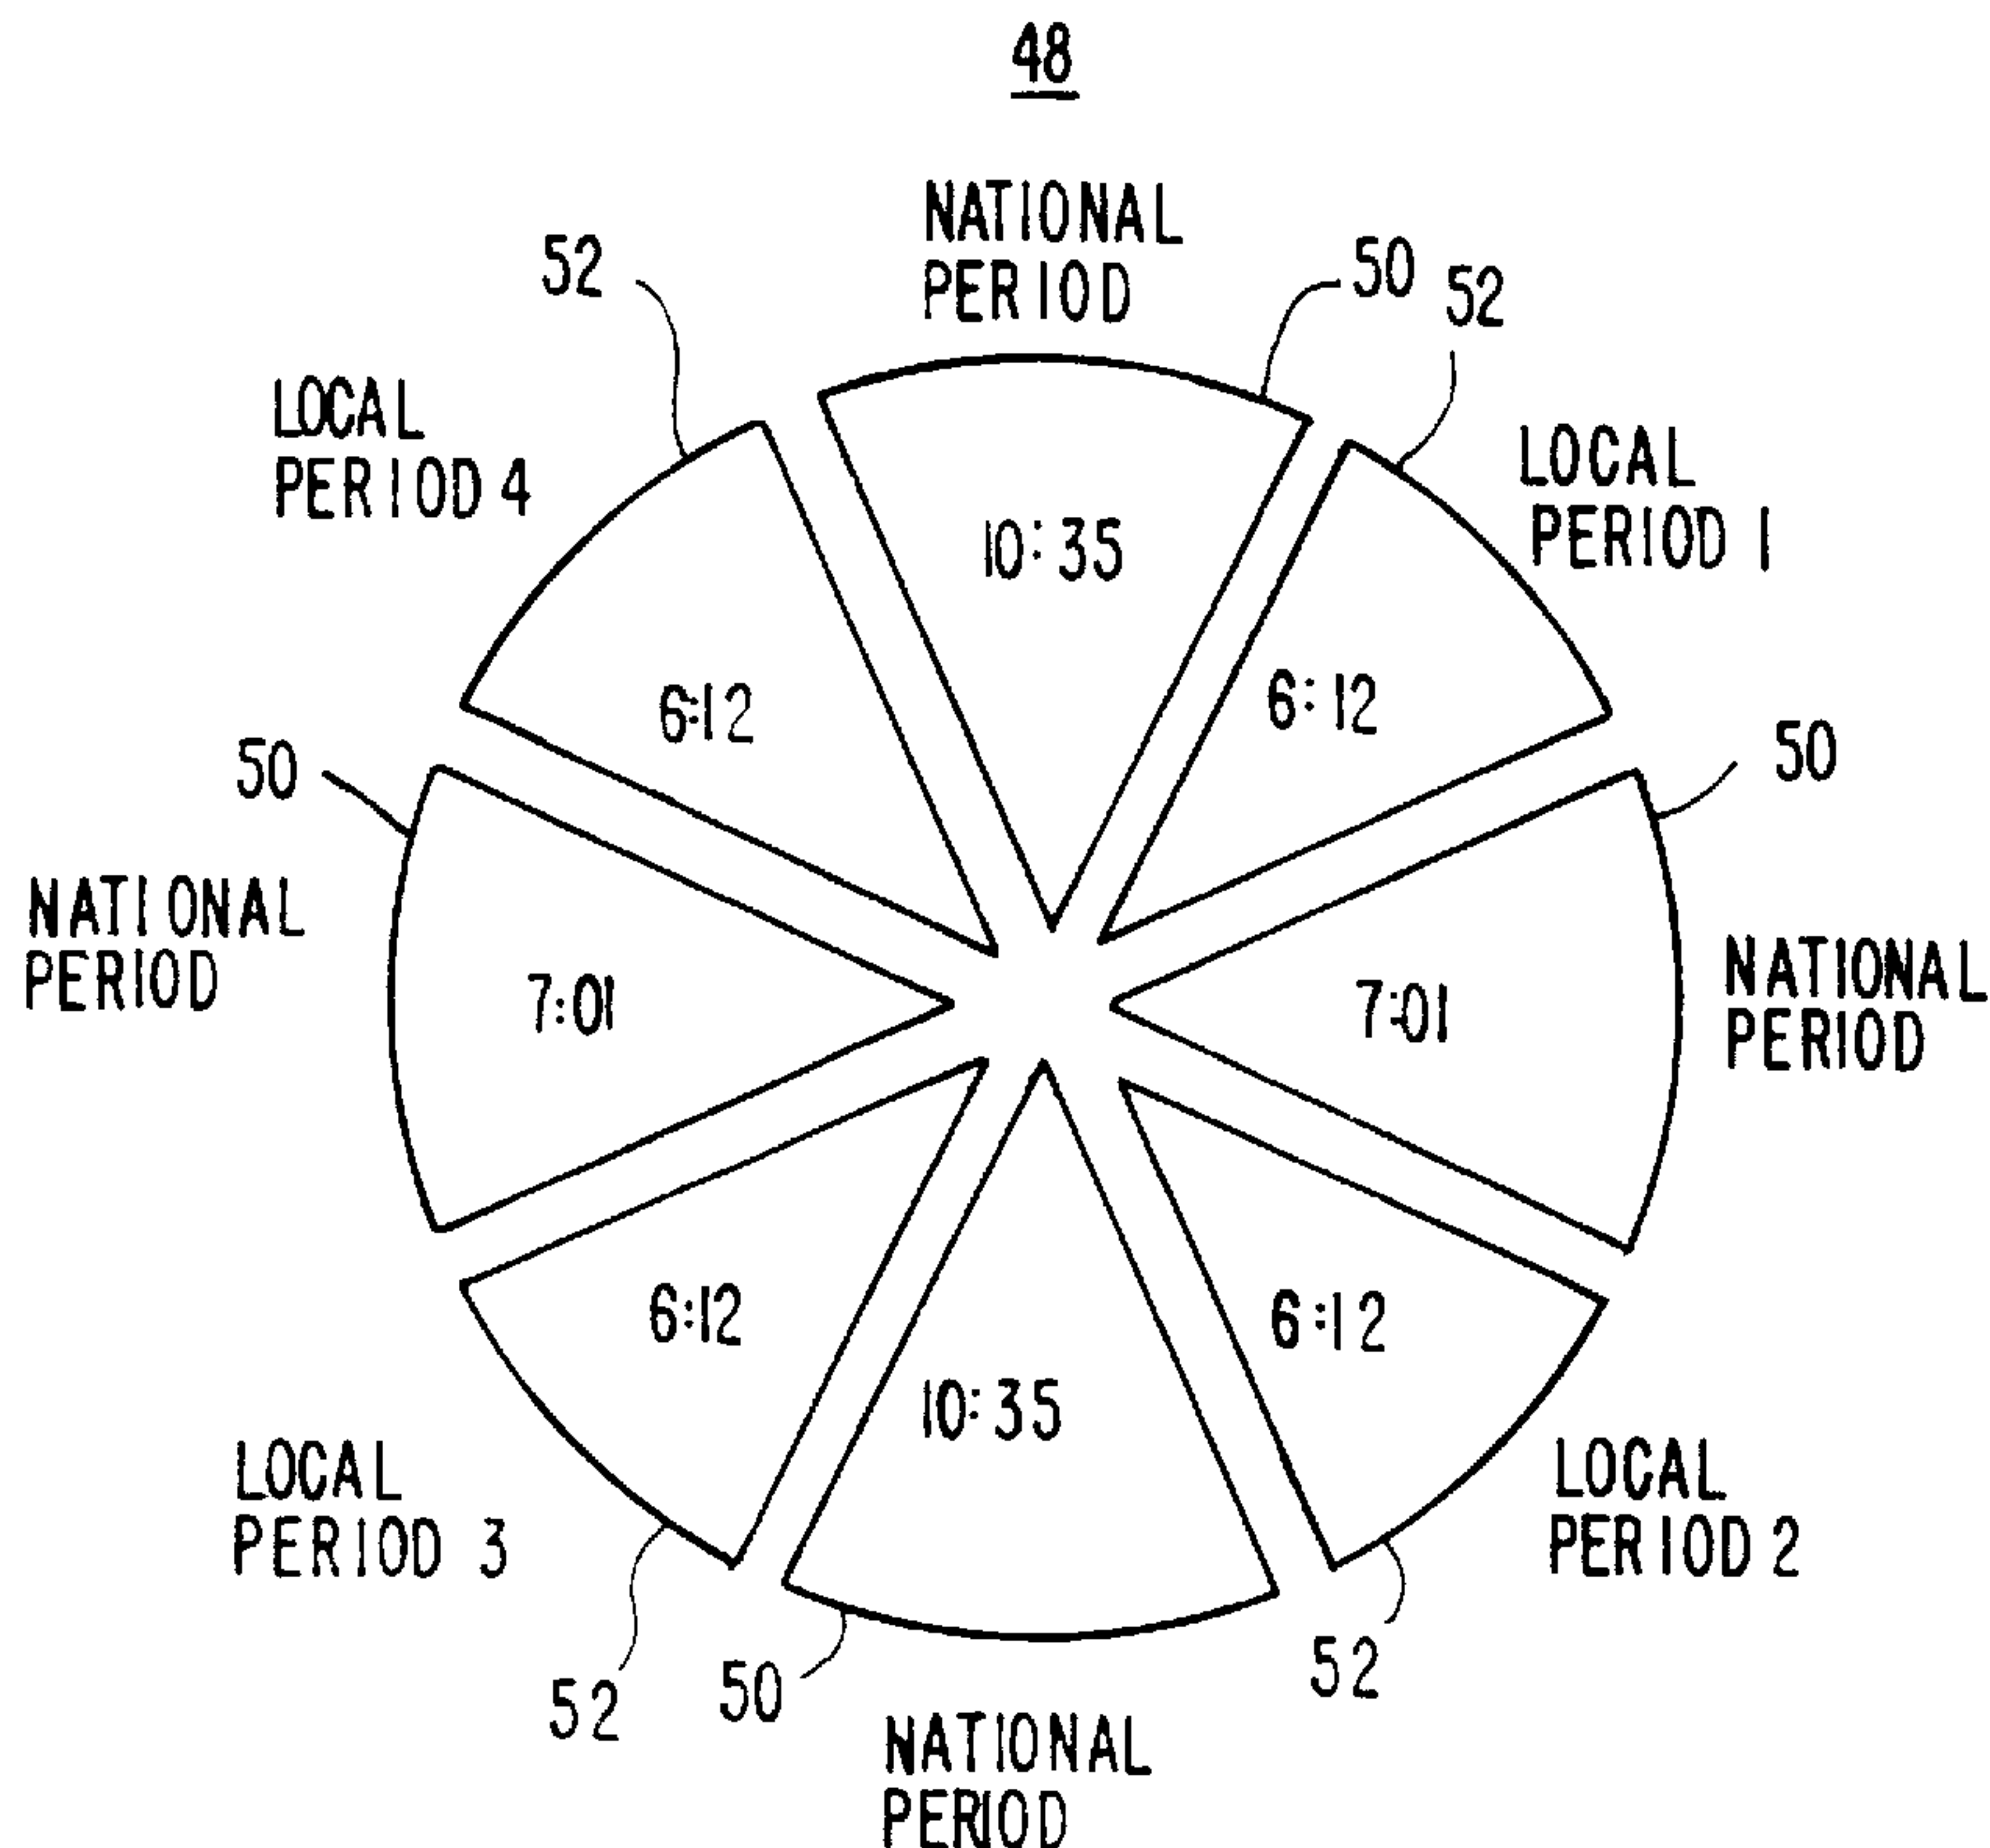 48
NATIONAL
PERIOD
52
50
52
LOCAL
PERIOD 4
LOCAL
PERIOD 1
10:35
6:12
6:12
50
50
NATIONAL
PERIOD
7:01
7:01
NATIONAL
PERIOD
6:12
6:12
10:35
LOCAL
PERIOD 3
LOCAL
PERIOD 2
52
50
52
NATIONAL
PERIOD